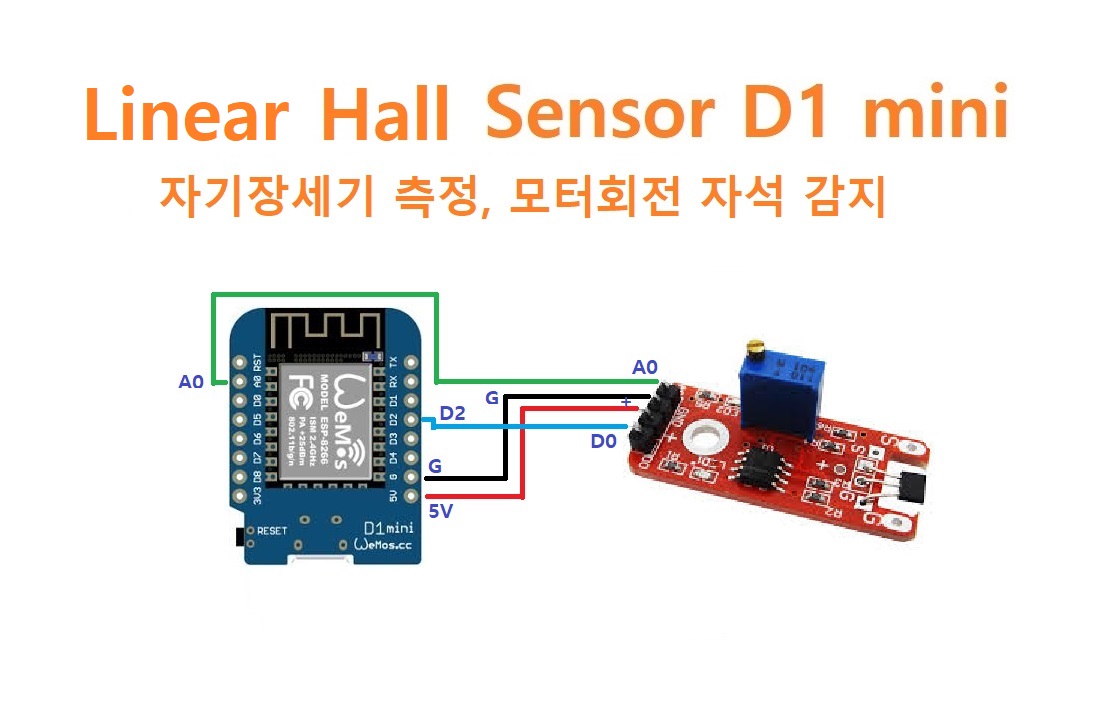 Linear Hall Sensor D1 mini
자기장세기 측정, 모터회전 자석 감지
A0
RST
A0
D0
D5
D6
D7
D8
3V3
TX
RX
D1
D2
D3
D4
G
5V
WeMos
MODEL ESP-8266
ISM 2.4GHz
PA +25dBm
802.11b/g/n
FC
RESET
D1 mini
WeMos.cc
D2
G
5V
G
A0
+
D0
GND
+
S
+
G
R2
G